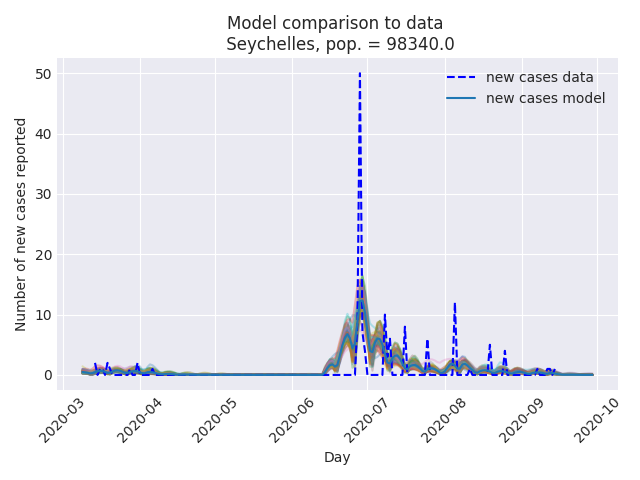 Model comparison to data
Seychelles, pop. = 98340.0
new cases data
new cases model
Number of new cases reported
50
40
30
20
10
0
2020-03
2020-04
2020-05
2020-06
2020-07
2020-08
2020-09
2020-10
Day